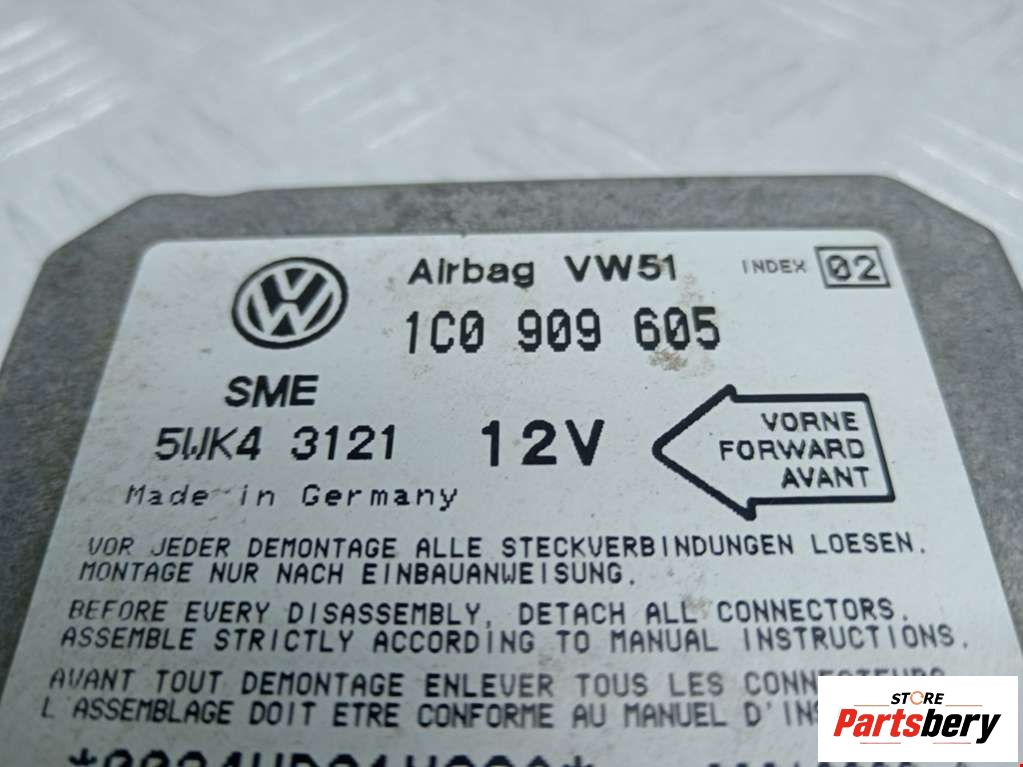 Airbag VW51 INDEX 02
1C0 909 605
SME
5WK4 3121 12V
VORNE
FORWARD
AVANT
Made in Germany
VOR JEDER DEMONTAGE ALLE STECKVERBINDUNGEN LOESEN.
MONTAGE NUR NACH EINBAUANWEISUNG.
BEFORE EVERY DISASSEMBLY, DETACH ALL CONNECTORS.
ASSEMBLE STRICTLY ACCORDING TO MANUAL INSTRUCTIONS.
AVANT TOUT DEMONTAGE ENLEVER TOUS LES
L ASSEMBLAGE DOIT ETRE CONFORME AU MANUEL
STORE
Partsbery